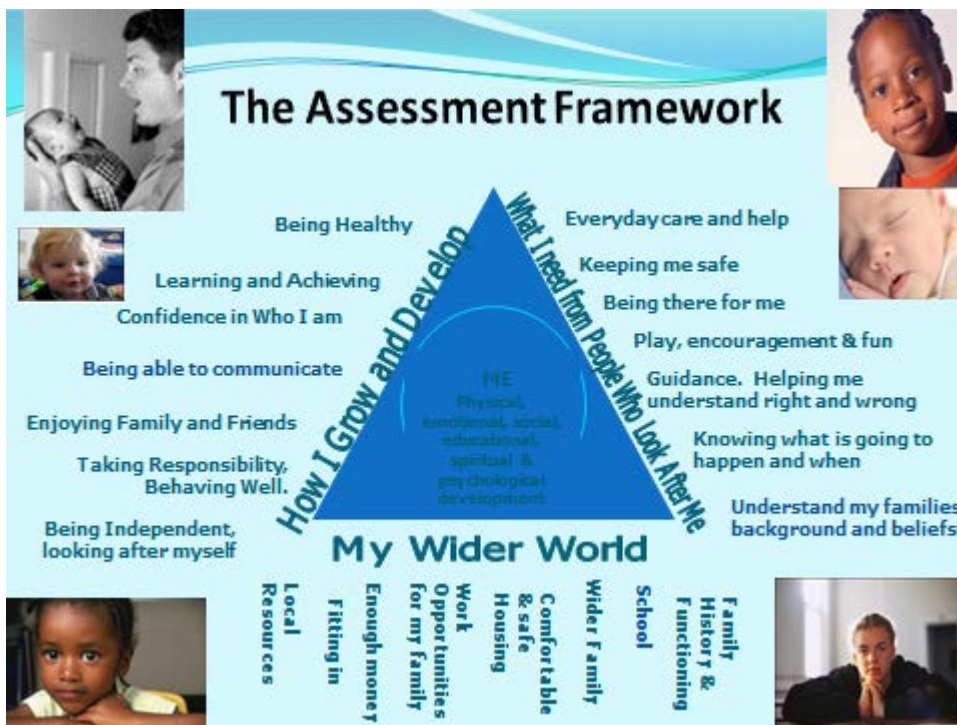 The Assessment Framework
Being Healthy
Learning and Achieving
Confidence in Who I am
Being able to communicate
Enjoying Family and Friends
Taking Responsibility,
Behaving Well.
Being Independent,
looking after myself
How I Grow and Develop
ME
Physical,
emotional, social,
educational,
spiritual &
psychological
development
What I need from People Who Look After Me
Everyday care and help
Keeping me safe
Being there for me
Play, encouragement & fun
Guidance. Helping me
understand right and wrong
Knowing what is going to
happen and when
Understand my families
background and beliefs
My Wider World
Local
Resources
Fitting in
Enough money
Work
Opportunities
for my family
Comfortable
& safe
Housing
Wider Family
School
Family
History &
Functioning